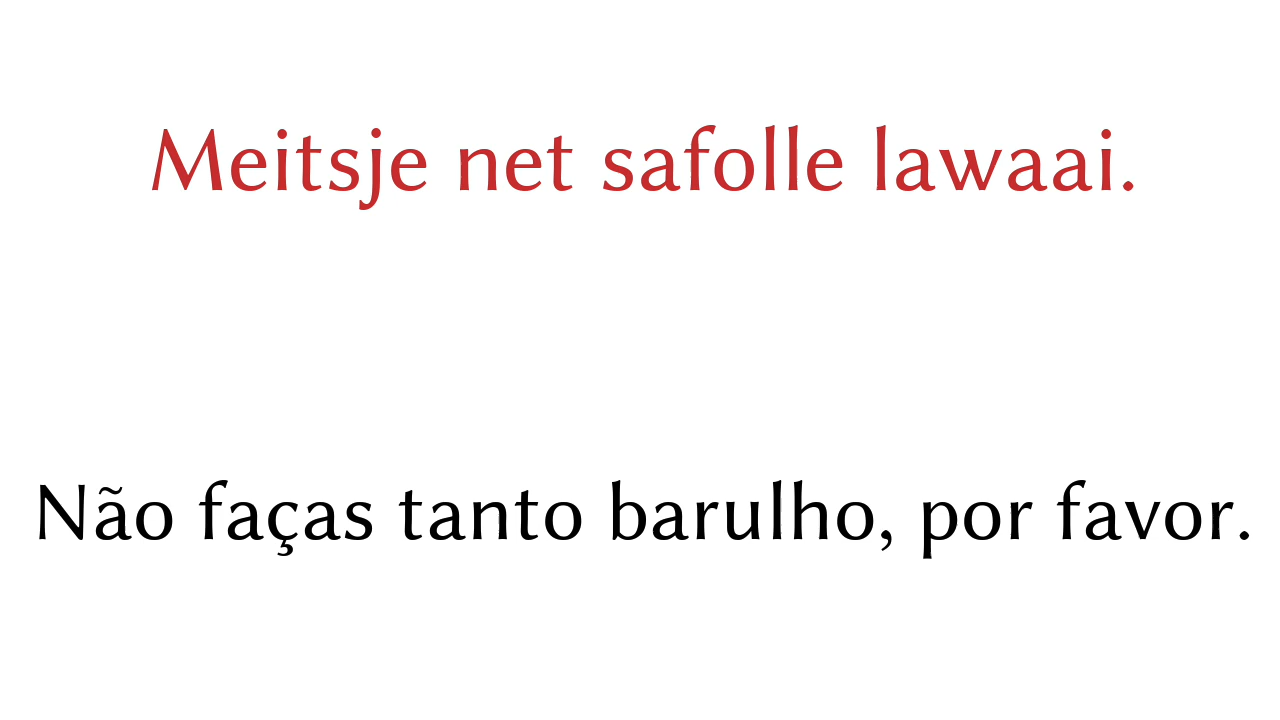 Meitsje net safolle lawaai.
Não faças tanto barulho, por favor.